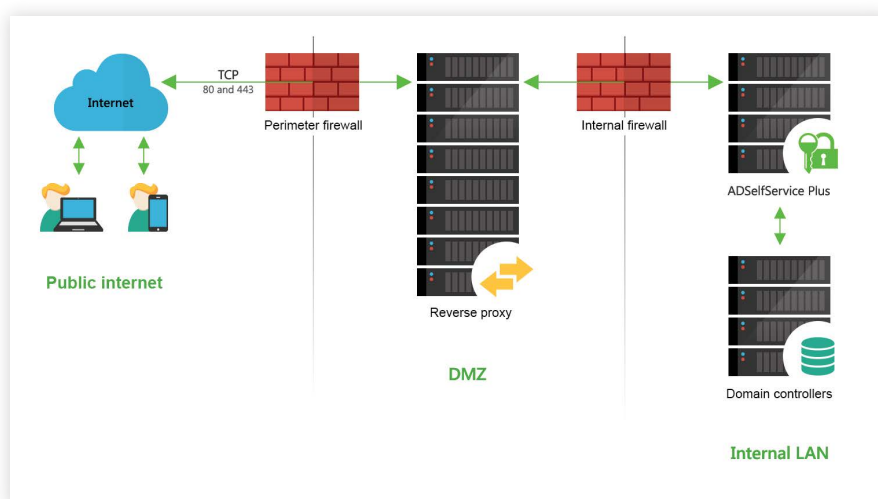 Internet
TCP
80 and 443
Perimeter firewall
Internal firewall
ADSelfService Plus
Public internet
Reverse proxy
DMZ
Domain controllers
Internal LAN